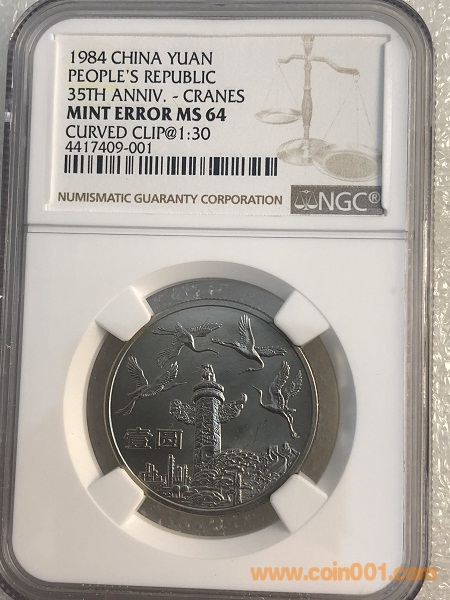 1984 CHINA YUAN
PEOPLE'S REPUBLIC
35TH ANNIV. - CRANES
MINT ERROR MS 64
CURVED CLIP@1:30
4417409-001
NUMISMATIC GUARANTY CORPORATION
NGC®
壹圆
www.coin001.com